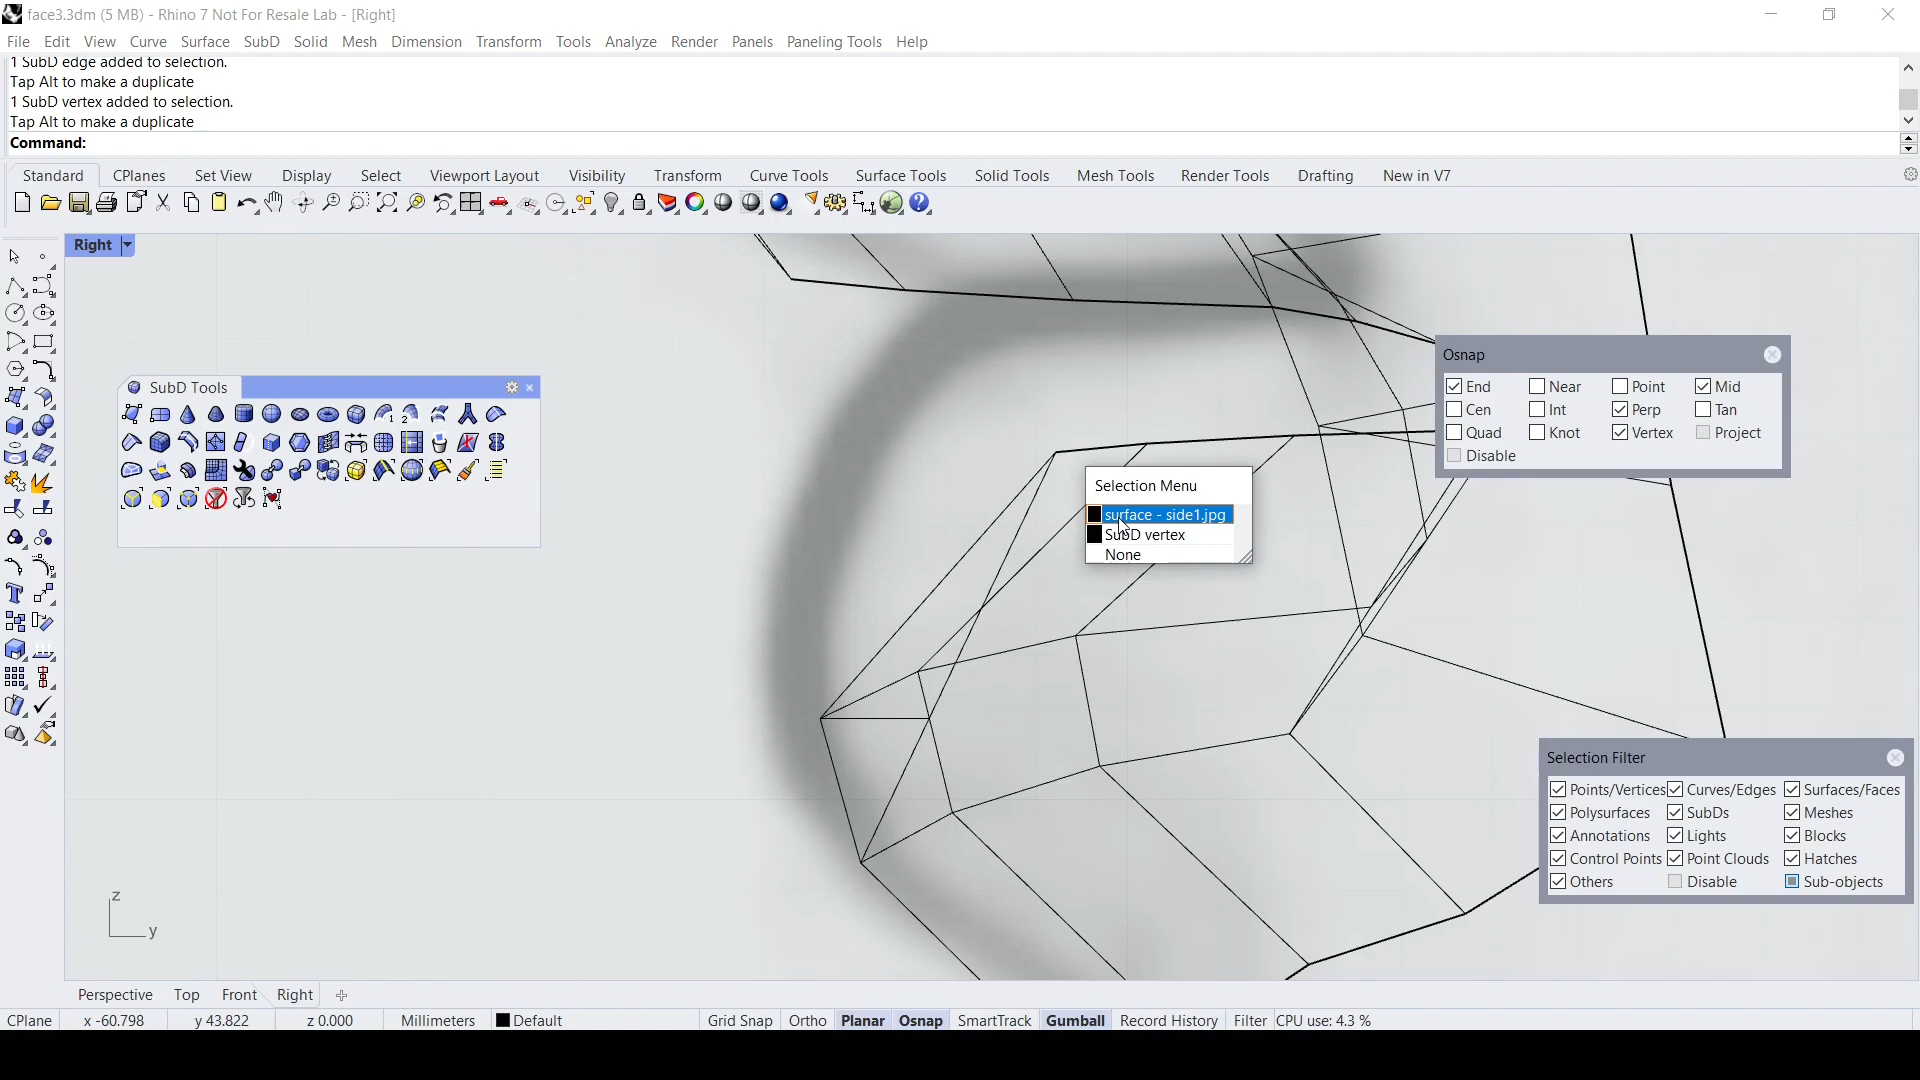 face3.3dm (5 MB) - Rhino 7 Not For Resale Lab - [Right]
File Edit View Curve Surface SubD Solid Mesh Dimension Transform Tools Analyze Render Panels Paneling Tools Help
1 SubD edge added to selection.
Tap Alt to make a duplicate
1 SubD vertex added to selection.
Tap Alt to make a duplicate
Command:
Standard CPlanes Set View Display Select Viewport Layout Visibility Transform Curve Tools Surface Tools Solid Tools Mesh Tools Render Tools Drafting New in V7
Right
Osnap
End Near Point Mid
Cen Int Perp Tan
Quad Knot Vertex Project
Disable
SubD Tools
Selection Menu
surface - side1.jpg
SubD vertex
None
Selection Filter
Points/Vertices Curves/Edges Surfaces/Faces
Polysurfaces SubDs Meshes
Annotations Lights Blocks
Control Points Point Clouds Hatches
Others Disable Sub-objects
z
y
Perspective Top Front Right
CPlane x -60.798 y 43.822 z 0.000 Millimeters Default Grid Snap Ortho Planar Osnap SmartTrack Gumball Record History Filter CPU use: 4.3 %